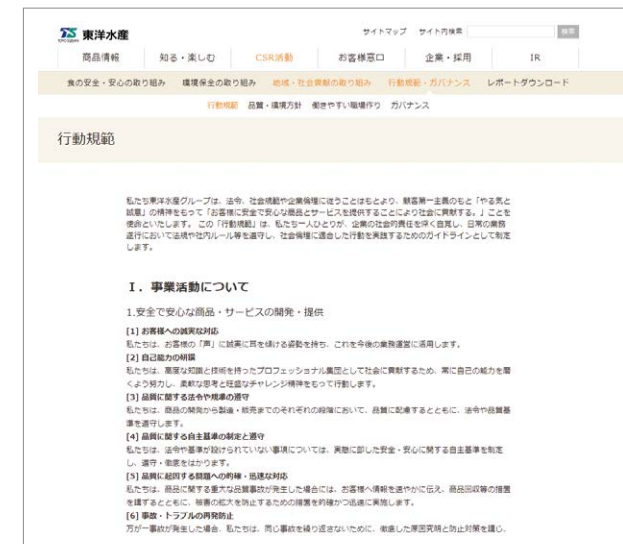 東洋水産
サイトマップ サイト内検索 検索
商品情報 知る・楽しむ CSR活動 お客様窓口 企業・採用 IR
食の安全・安心の取り組み 環境保全の取り組み 地域・社会貢献の取り組み 行動規範・ガバナンス レポートダウンロード
行動規範 品質・環境方針 働きやすい職場作り ガバナンス
行動規範
私たち東洋水産グループは、法令、社会規範や企業倫理に従うことはもとより、顧客第一主義のもと「やる気と
誠意」の精神をもって「お客様に安全で安心な商品とサービスを提供することにより社会に貢献する。」ことを
使命といたします。 この「行動規範」は、私たち一人ひとりが、企業の社会的責任を深く自覚し、日常の業務
遂行において法規や社内ルール等を遵守し、社会倫理に適合した行動を実践するためのガイドラインとして制定
します。
Ⅰ．事業活動について
1.安全で安心な商品・サービスの開発・提供
[1] お客様への誠実な対応
私たちは、お客様の「声」に誠実に耳を傾ける姿勢を持ち、これを今後の業務運営に活用します。
[2] 自己能力の研鑽
私たちは、高度な知識と技術を持ったプロフェッショナル集団として社会に貢献するため、常に自己の能力を磨
くよう努力し、柔軟な思考と旺盛なチャレンジ精神をもって行動します。
[3] 品質に関する法令や規準の遵守
私たちは、商品の開発から製造・販売までのそれぞれの段階において、品質に配慮するとともに、法令や品質基
準を遵守します。
[4] 品質に関する自主基準の制定と遵守
私たちは、法令や基準が設けられていない事項については、実態に即した安全・安心に関する自主基準を制定
し、遵守・徹底をはかります。
[5] 品質に起因する問題への的確・迅速な対応
私たちは、商品に関する重大な品質事故が発生した場合には、お客様へ情報を速やかに伝え、商品回収等の措置
を講ずるとともに、被害の拡大を防止するための措置を的確かつ迅速に実施します。
[6] 事故・トラブルの再発防止
万が一事故が発生した場合、私たちは、同じ事故を繰り返さないために、徹底した原因究明と防止対策を講じ、